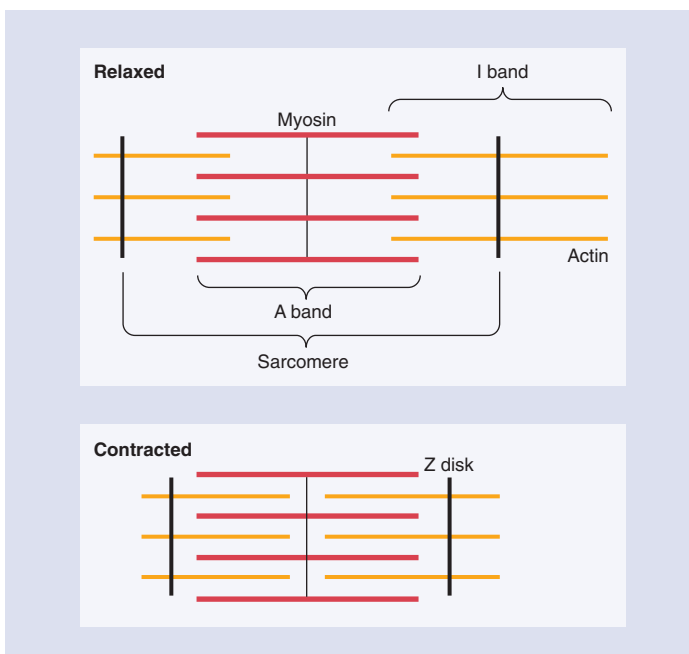 Relaxed
I band
Myosin
Actin
A band
Sarcomere
Contracted
Z disk